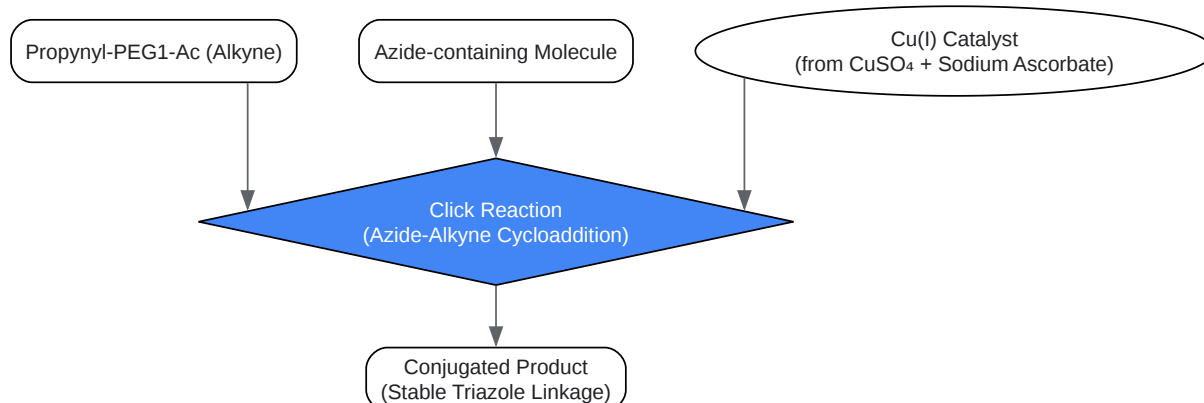 Propynyl-PEG1-Ac (Alkyne)
Azide-containing Molecule
Cu(I) Catalyst
(from CuSO₄ + Sodium Ascorbate)
Click Reaction
(Azide-Alkyne Cycloaddition)
Conjugated Product
(Stable Triazole Linkage)